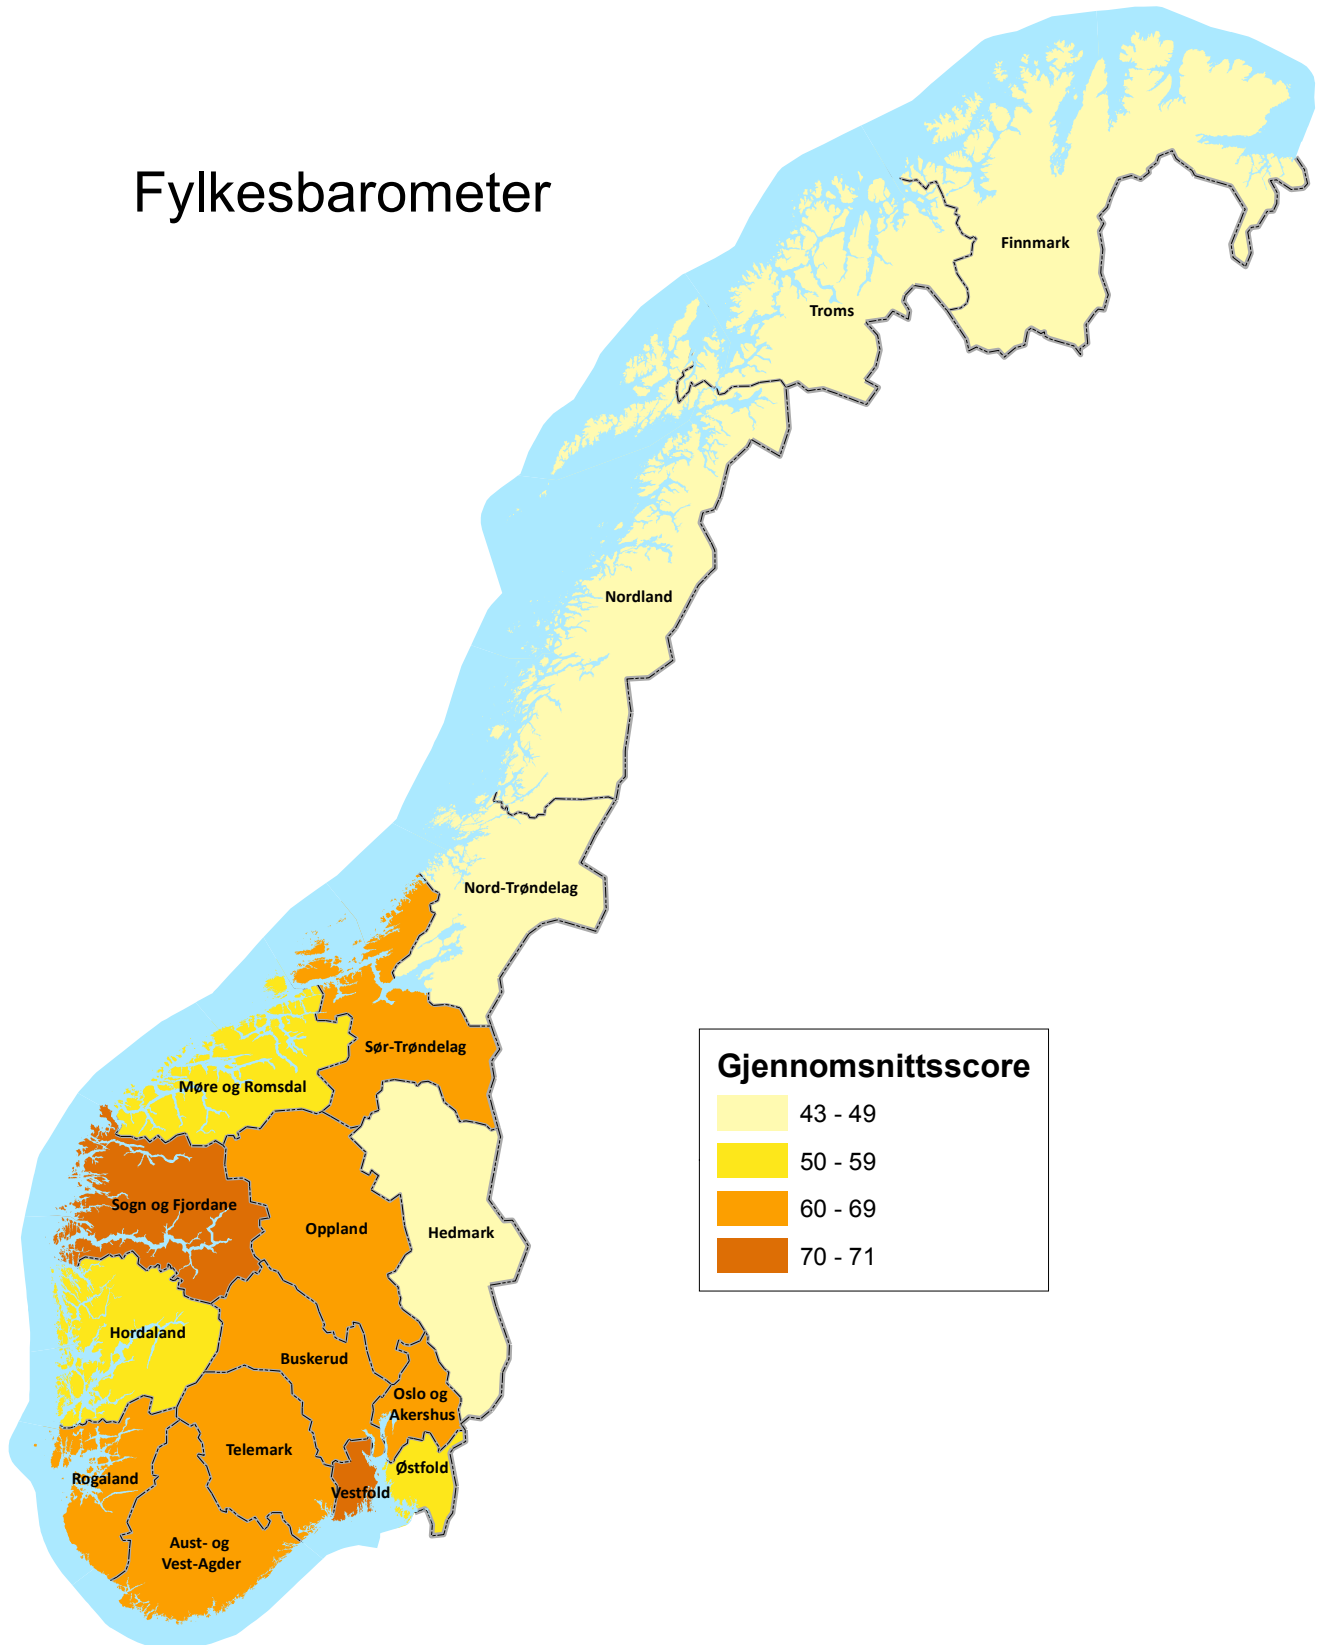 Fylkesbarometer
Finnmark
Troms
Nordland
Nord-Trøndelag
Sør-Trøndelag
Møre og Romsdal
Sogn og Fjordane
Oppland
Hedmark
Hordaland
Buskerud
Oslo og
Akershus
Telemark
Østfold
Rogaland
Vestfold
Aust- og
Vest-Agder
Gjennomsnittsscore
43 - 49
50 - 59
60 - 69
70 - 71